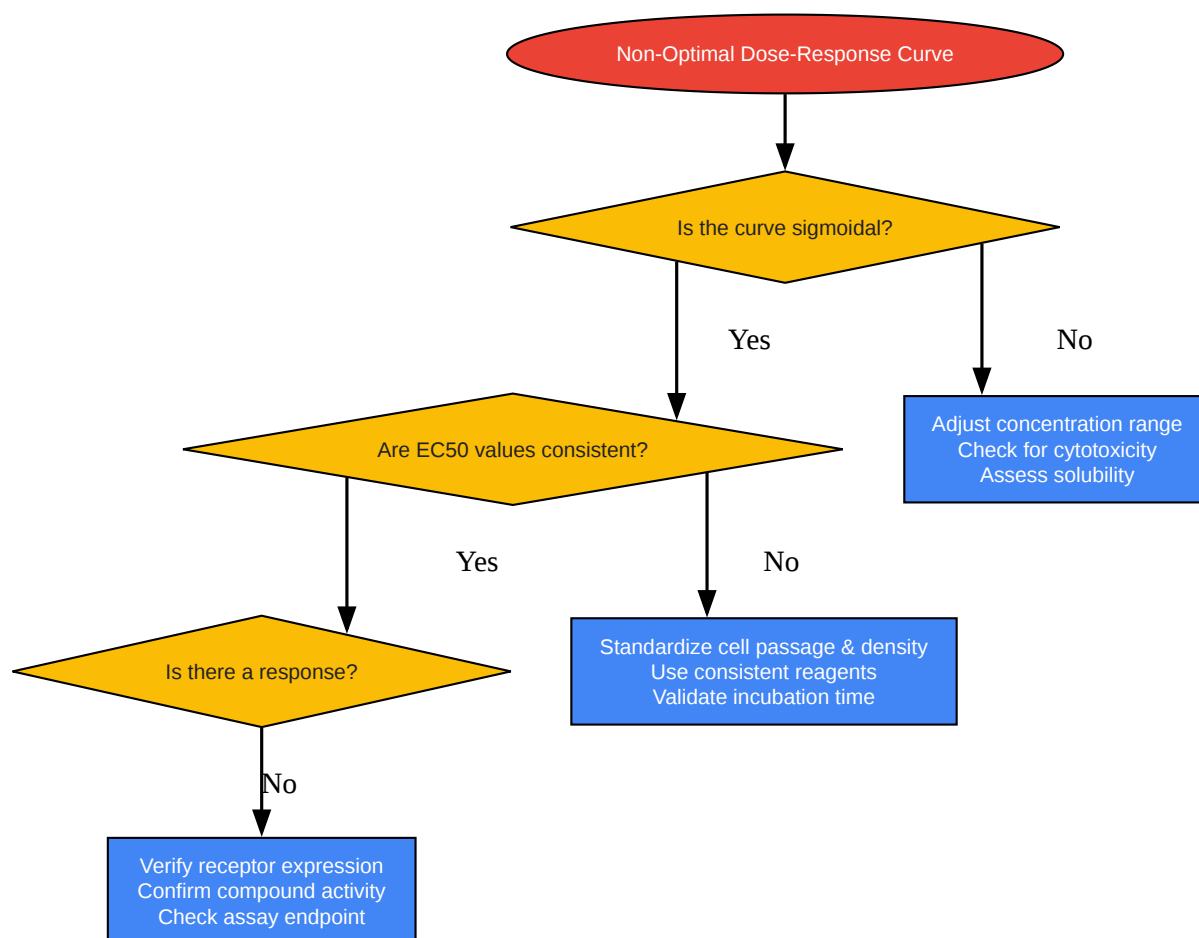 Non-Optimal Dose-Response Curve
Is the curve sigmoidal?
Yes
No
Adjust concentration range
Check for cytotoxicity
Assess solubility
Are EC50 values consistent?
Yes
No
Standardize cell passage & density
Use consistent reagents
Validate incubation time
Is there a response?
No
Verify receptor expression
Confirm compound activity
Check assay endpoint